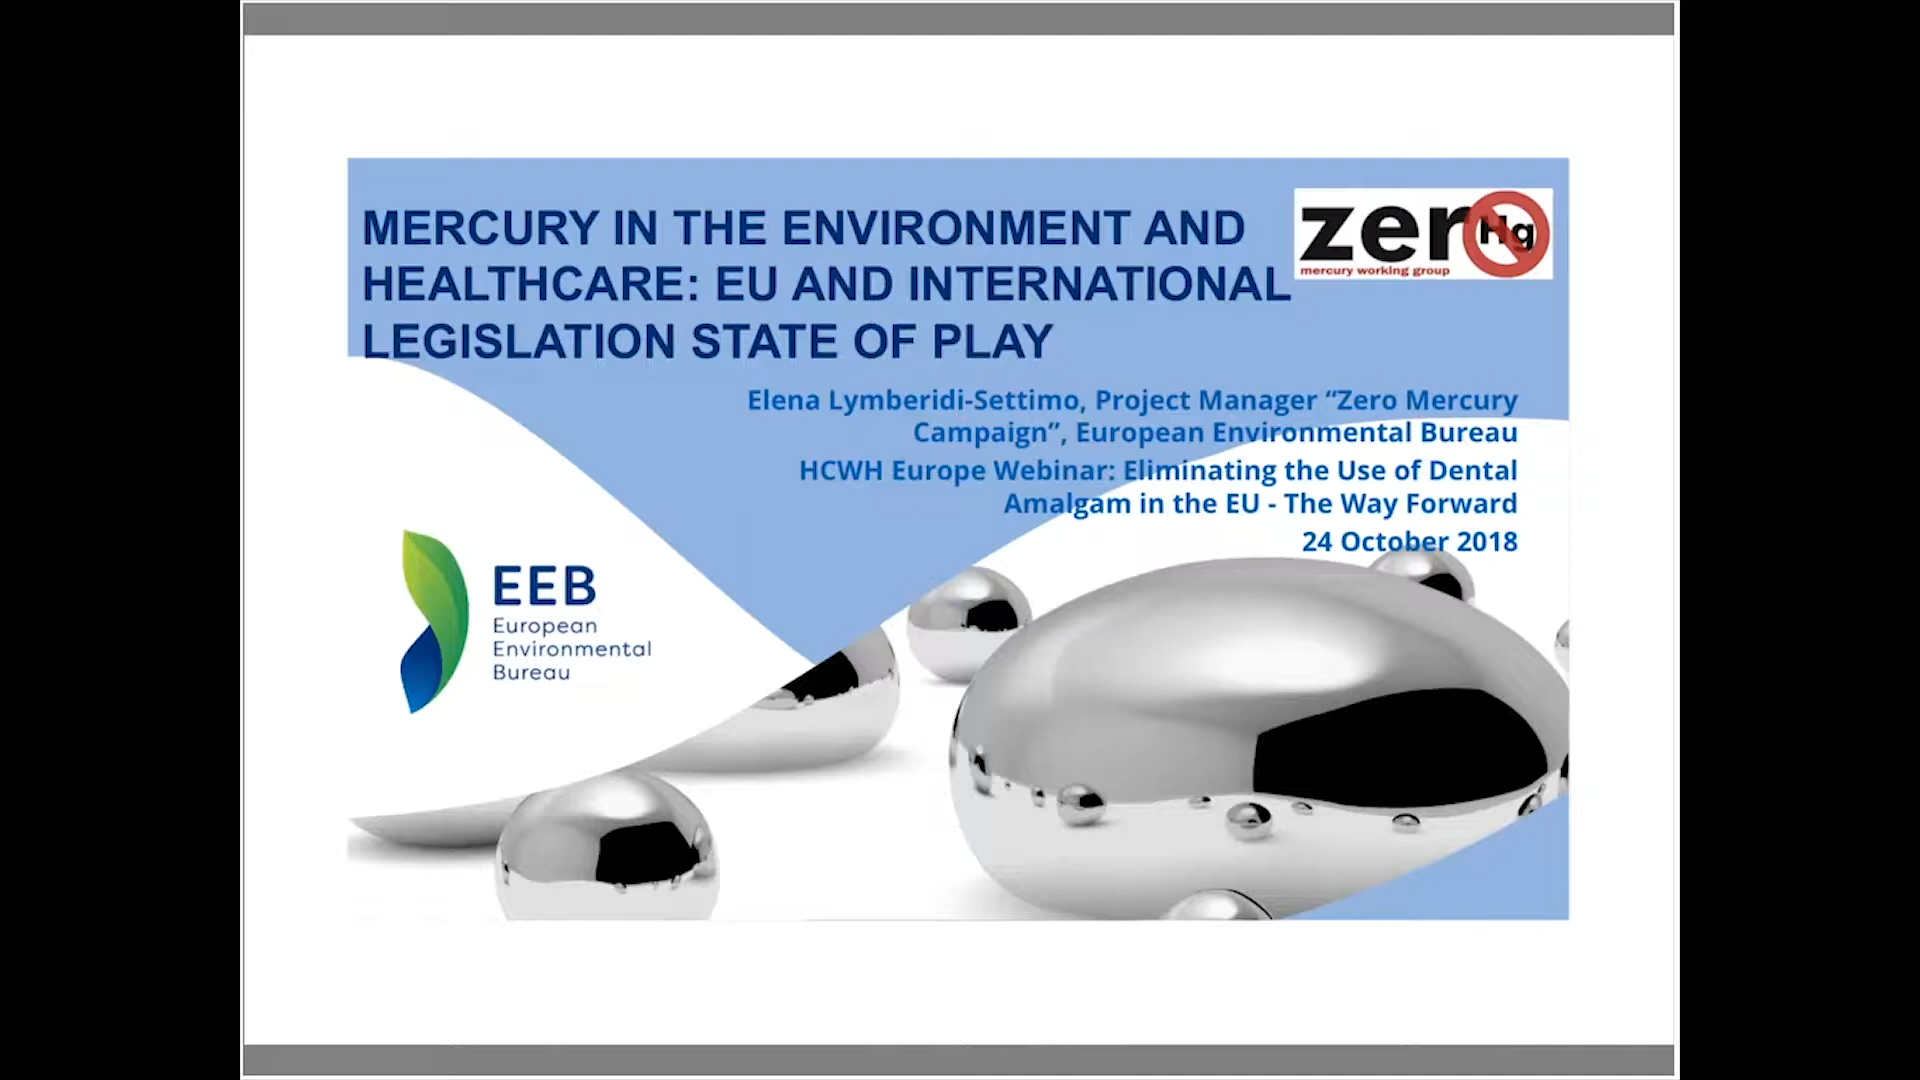 MERCURY IN THE ENVIRONMENT AND
HEALTHCARE: EU AND INTERNATIONAL
LEGISLATION STATE OF PLAY
zero Hg
mercury working group
Elena Lymberidi-Settimo, Project Manager “Zero Mercury
Campaign”, European Environmental Bureau
HCWH Europe Webinar: Eliminating the Use of Dental
Amalgam in the EU - The Way Forward
24 October 2018
EEB
European
Environmental
Bureau